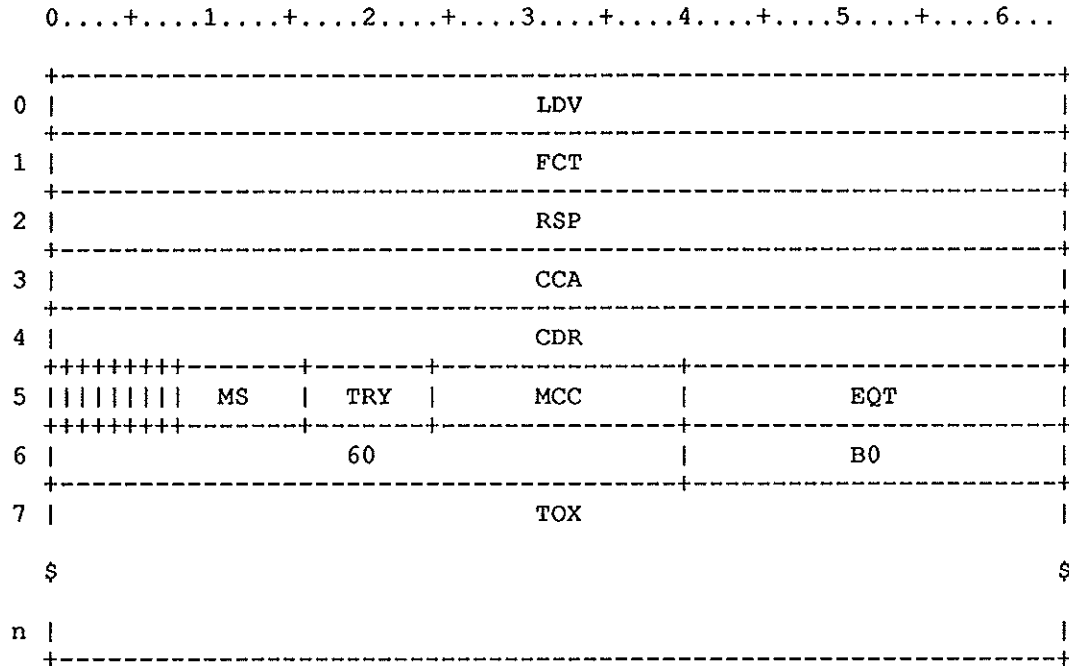 0....+....1....+....2....+....3....+....4....+....5....+....6...
+---------------------------------------------------------------+
0 | LDV |
+---------------------------------------------------------------+
1 | FCT |
+---------------------------------------------------------------+
2 | RSP |
+---------------------------------------------------------------+
3 | CCA |
+---------------------------------------------------------------+
4 | CDR |
+++++++++-------+-------+---------------+-----------------------+
5 ||||||||| MS | TRY | MCC | EQT |
+++++++++-------+-------+---------------+-----------------------+
6 | 60 | B0 |
+---------------------------------------+-----------------------+
7 | TOX |
$ $
n | |
+---------------------------------------------------------------+